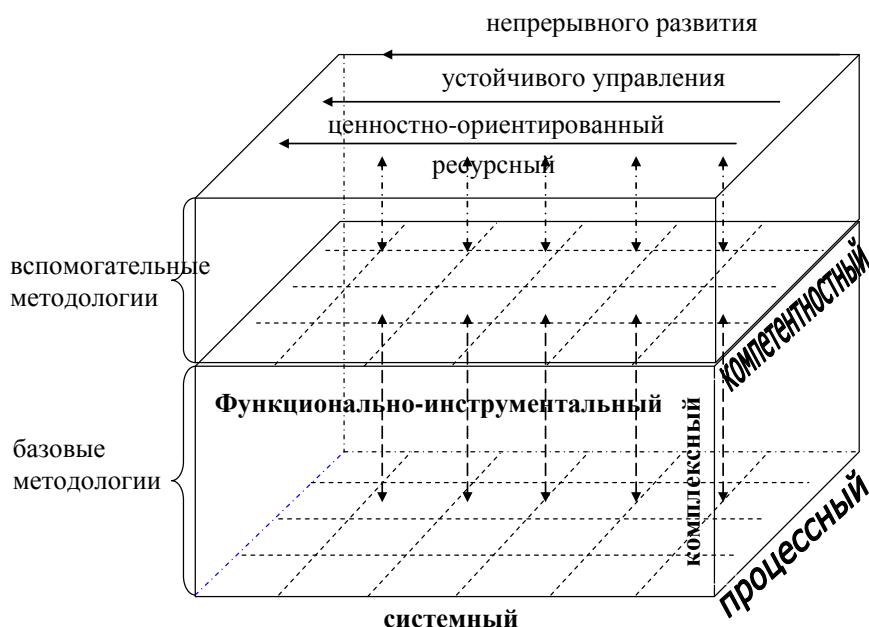 непрерывного развития
устойчивого управления
ценностно-ориентированный
ресурсный
вспомогательные
методологии
компетентностный
Функционально-инструментальный
комплексный
базовые
методологии
процессный
системный